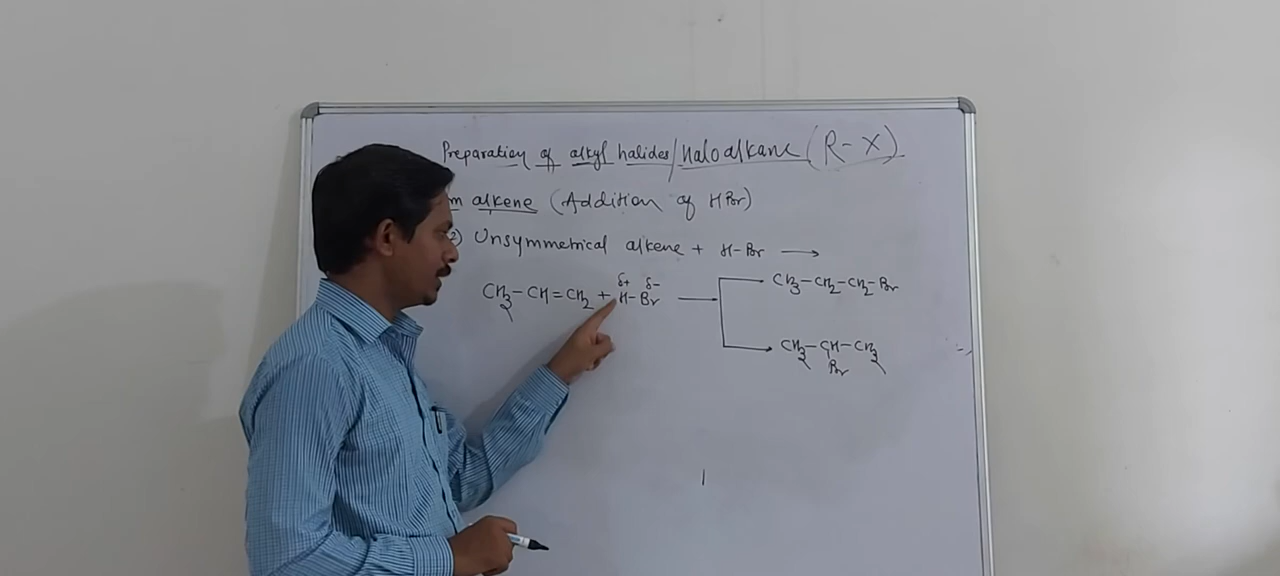 Preparation of alkyl halides/Haloalkane (R-X)
alkene (Addition of HBr)
2) Unsymmetrical alkene + H-Br ⟶
CH3-CH=CH2 + δ+H-Brδ- ⟶ CH3-CH2-CH2-Br
CH3-CH-CH3
Br